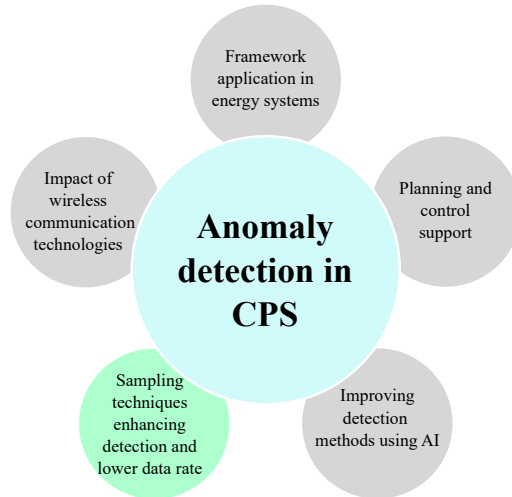 Framework
application in
energy systems
Impact of
wireless
communication
technologies
Planning and
control
support
Anomaly
detection in
CPS
Sampling
techniques
enhancing
detection and
lower data rate
Improving
detection
methods using AI